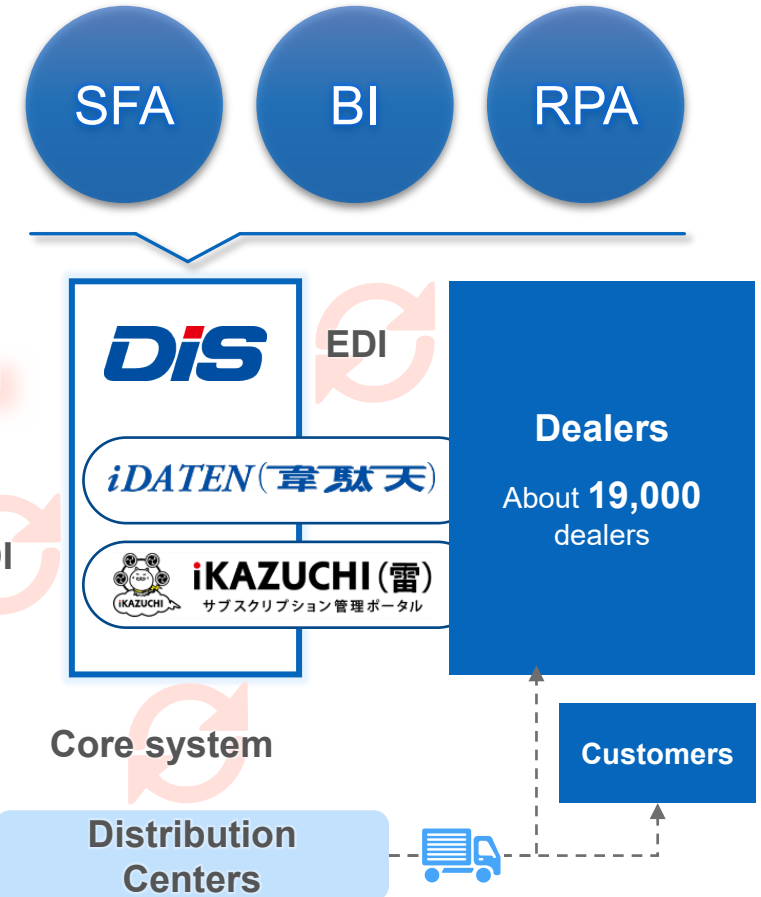 SFA
BI
RPA
DiS
EDI
iDATEN(韋駄天)
Dealers
About 19,000
dealers
iKAZUCHI
iKAZUCHI(雷)
サブスクリプション管理ポータル
Core system
Customers
Distribution
Centers